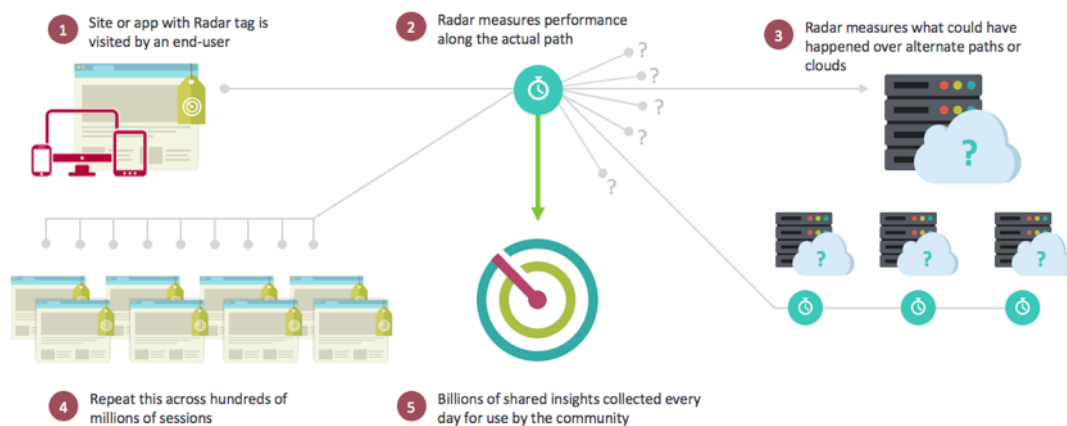 1 Site or app with Radar tag is
visited by an end-user
2 Radar measures performance
along the actual path
3 Radar measures what could have
happened over alternate paths or
clouds
?
?
?
?
?
?
? ? ?
4 Repeat this across hundreds of
millions of sessions
5 Billions of shared insights collected every
day for use by the community